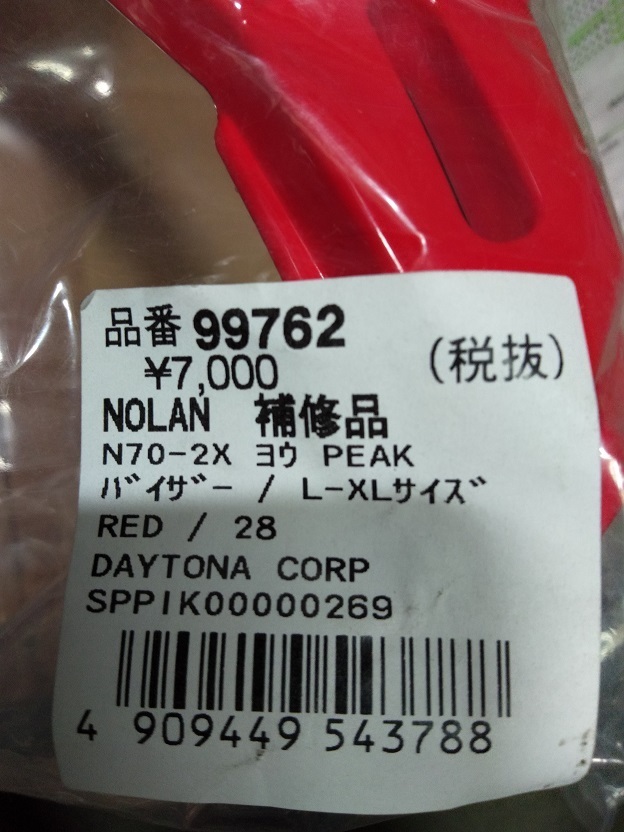 品番 99762
¥7,000 (税抜)
NOLAN 補修品
N70-2X ﾖｳ PEAK
ﾊﾞｲｻﾞｰ / L-XLｻｲｽﾞ
RED / 28
DAYTONA CORP
SPPIK00000269
4 909449 543788